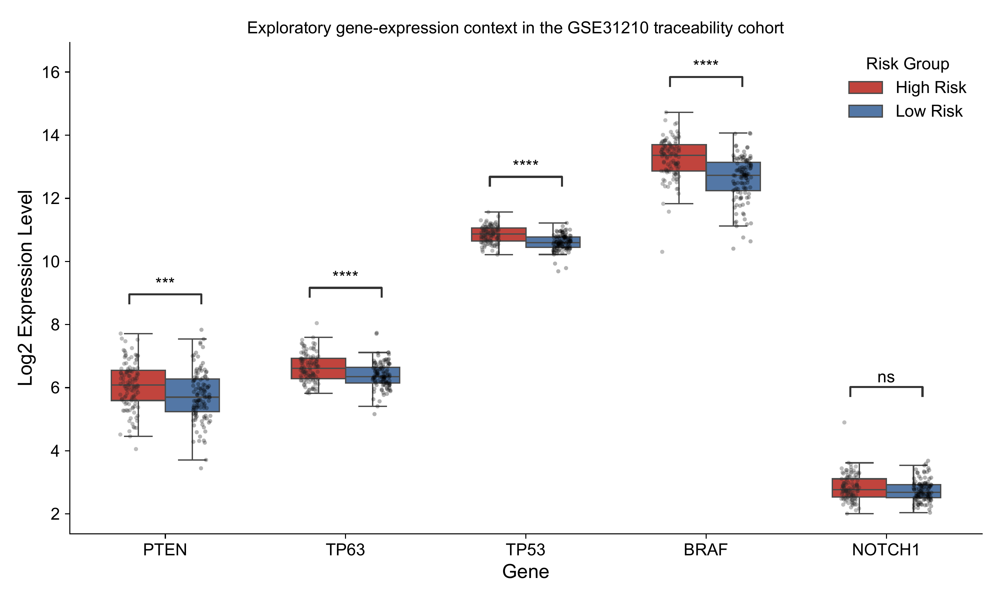 Exploratory gene-expression context in the GSE31210 traceability cohort
Risk Group
High Risk
Low Risk
Log2 Expression Level
16
14
12
10
8
6
4
2
***
****
****
****
ns
PTEN
TP63
TP53
BRAF
NOTCH1
Gene